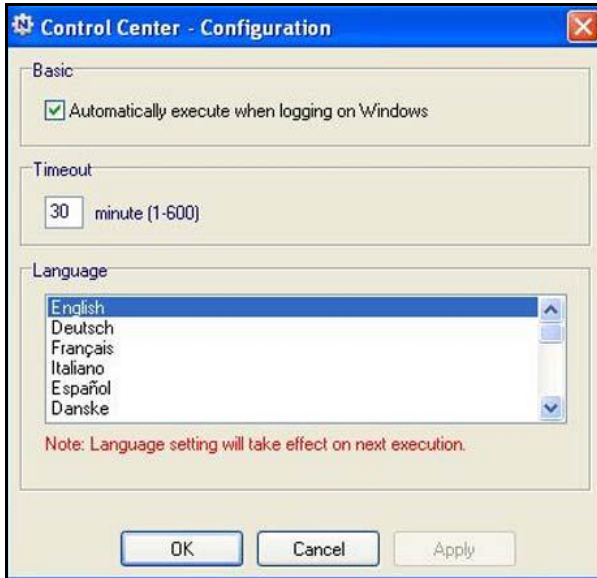 Control Center - Configuration
Basic
Automatically execute when logging on Windows
Timeout
30 minute (1-600)
Language
English
Deutsch
Français
Italiano
Español
Danske
Note: Language setting will take effect on next execution.
OK Cancel Apply